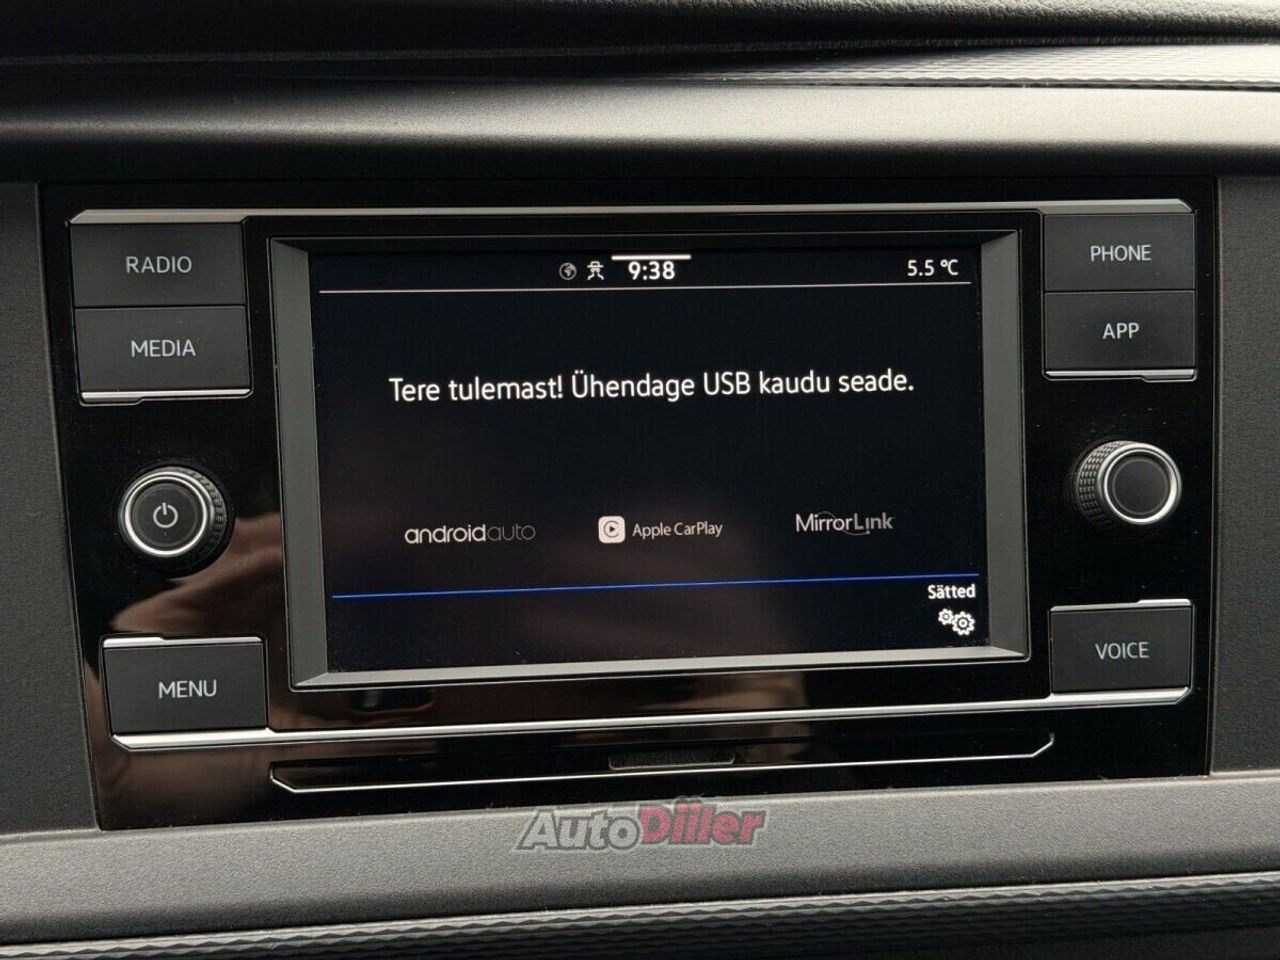 RADIO
MEDIA
MENU
9:38
5.5 °C
Tere tulemast! Ühendage USB kaudu seade.
androidauto
Apple CarPlay
MirrorLink
Sätted
PHONE
APP
VOICE
AutoDiiler